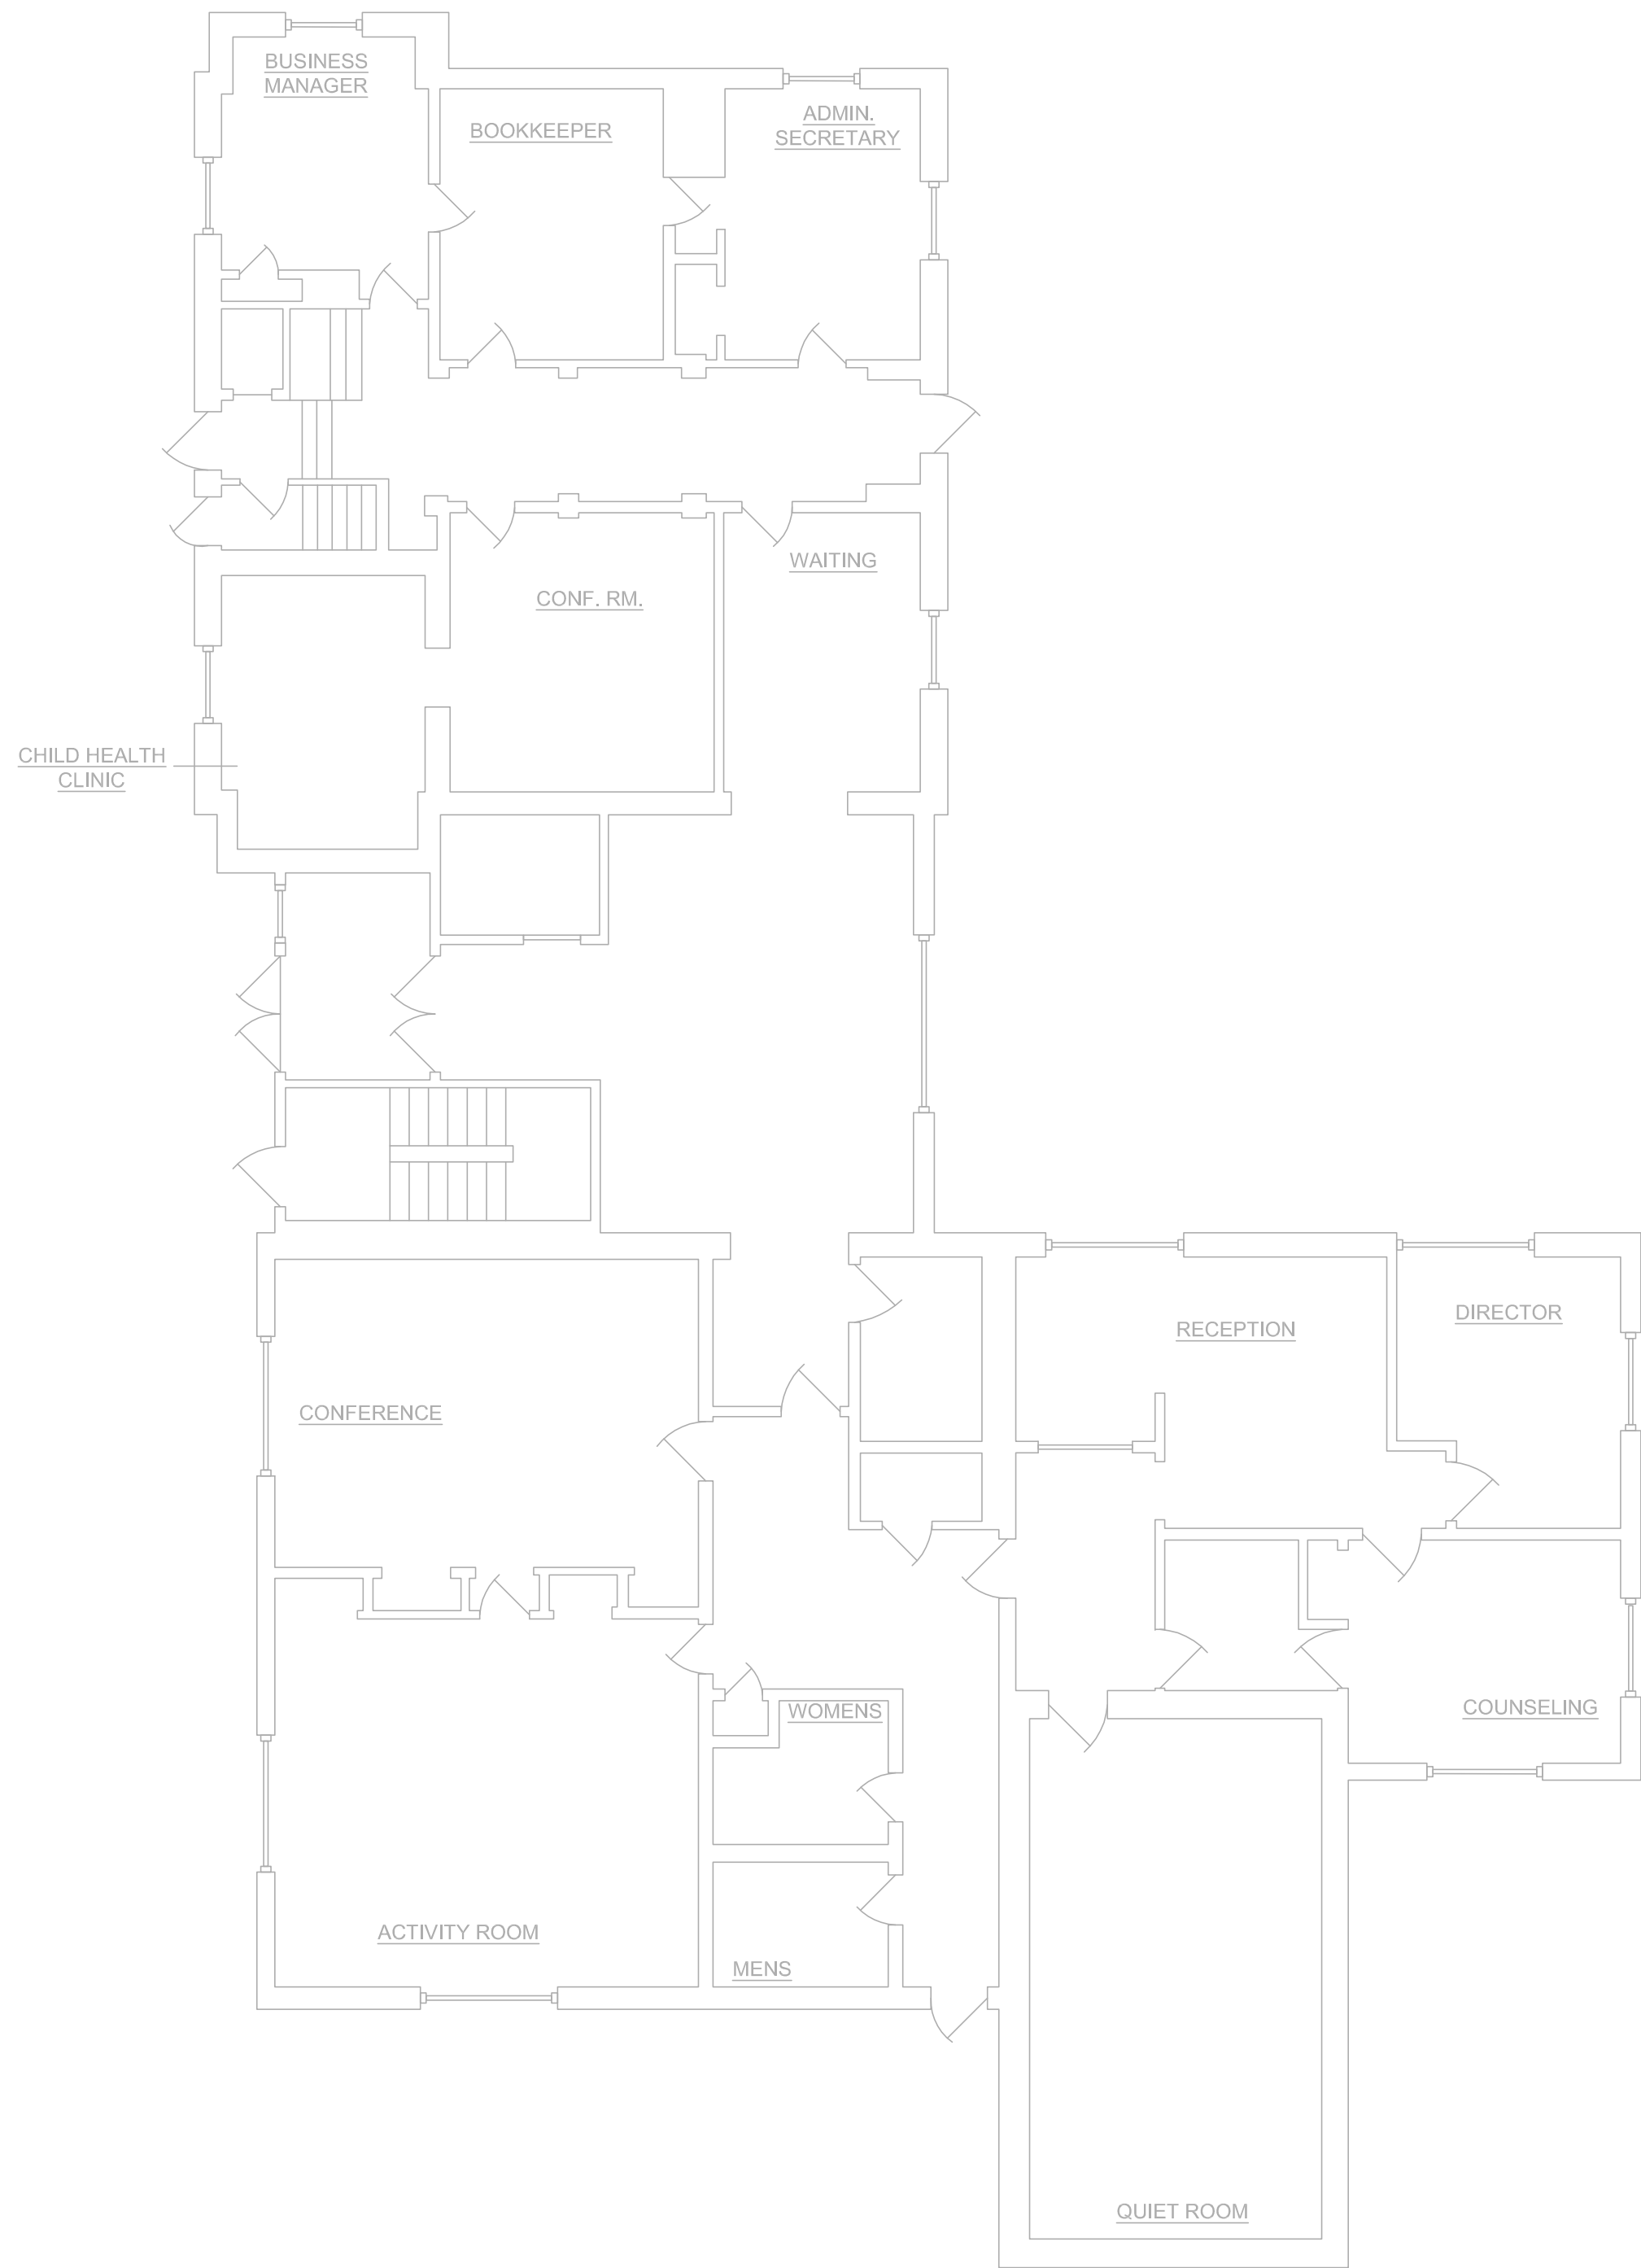 BUSINESS
MANAGER
BOOKKEEPER
ADMIN.
SECRETARY
WAITING
CONF. RM.
CHILD HEALTH
CLINIC
RECEPTION
DIRECTOR
CONFERENCE
WOMENS
COUNSELING
ACTIVITY ROOM
MENS
QUIET ROOM